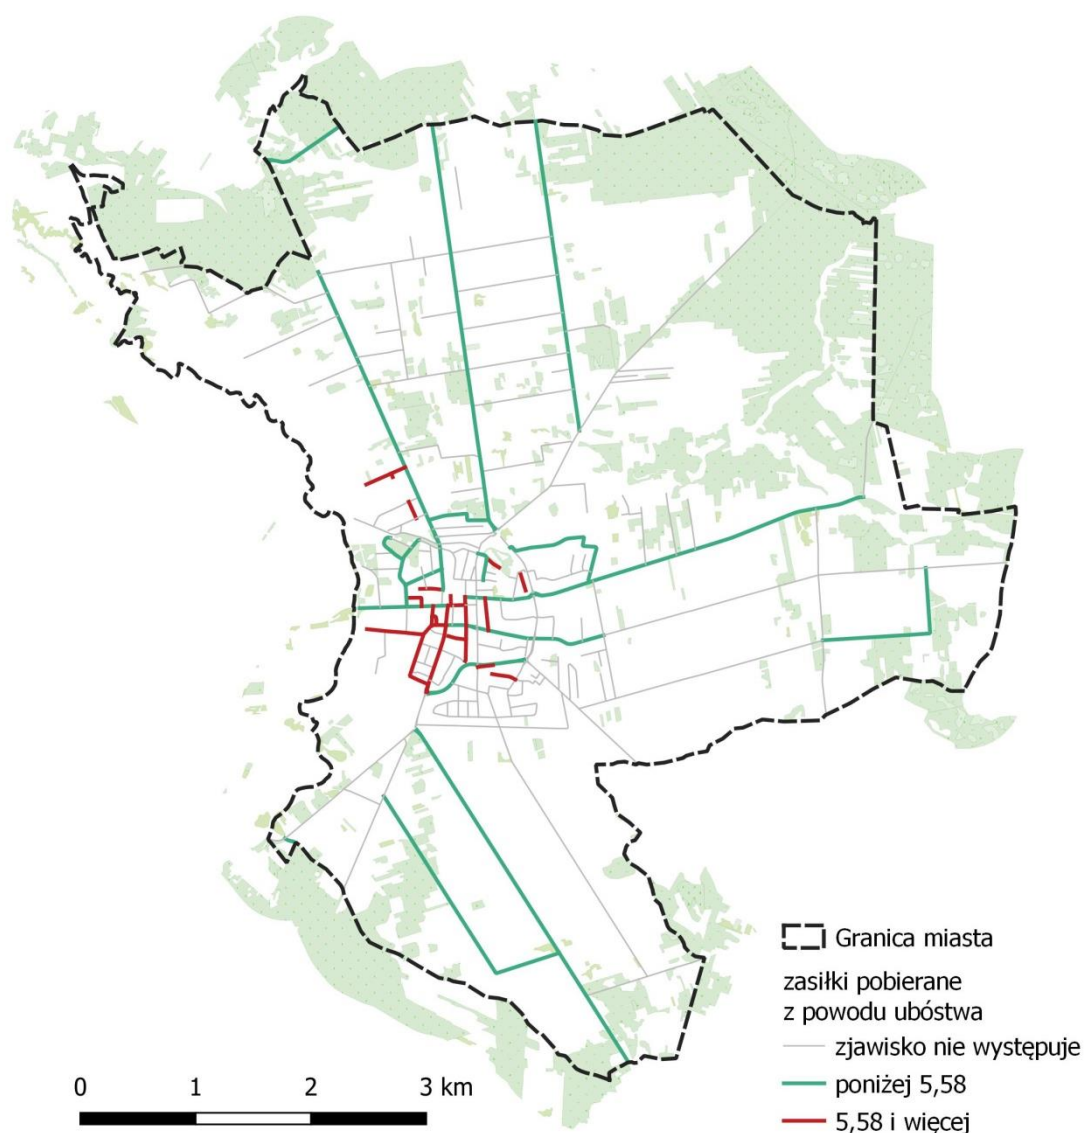 Granica miasta
zasiłki pobierane
z powodu ubóstwa
zjawisko nie występuje
poniżej 5,58
5,58 i więcej
0 1 2 3 km